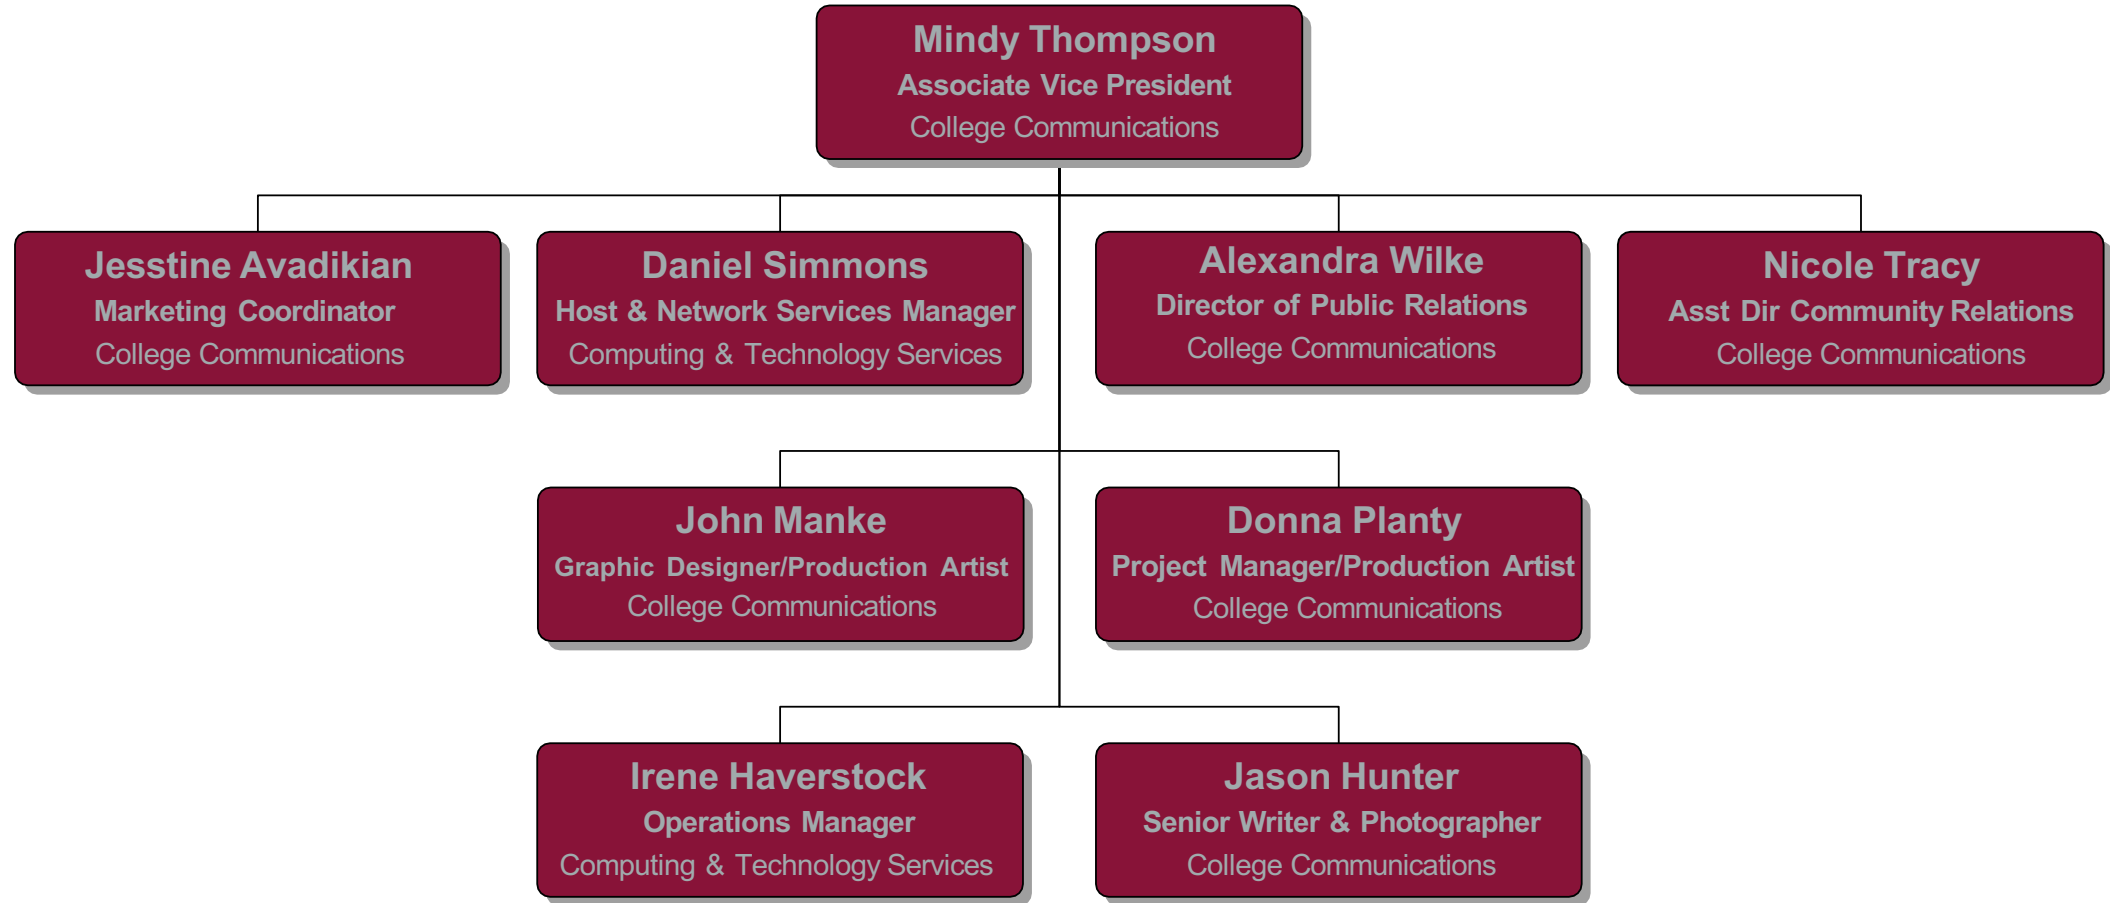 Mindy Thompson
Associate Vice President
College Communications
Jesstine Avadikian
Marketing Coordinator
College Communications
Daniel Simmons
Host & Network Services Manager
Computing & Technology Services
Alexandra Wilke
Director of Public Relations
College Communications
Nicole Tracy
Asst Dir Community Relations
College Communications
John Manke
Graphic Designer/Production Artist
College Communications
Donna Planty
Project Manager/Production Artist
College Communications
Irene Haverstock
Operations Manager
Computing & Technology Services
Jason Hunter
Senior Writer & Photographer
College Communications